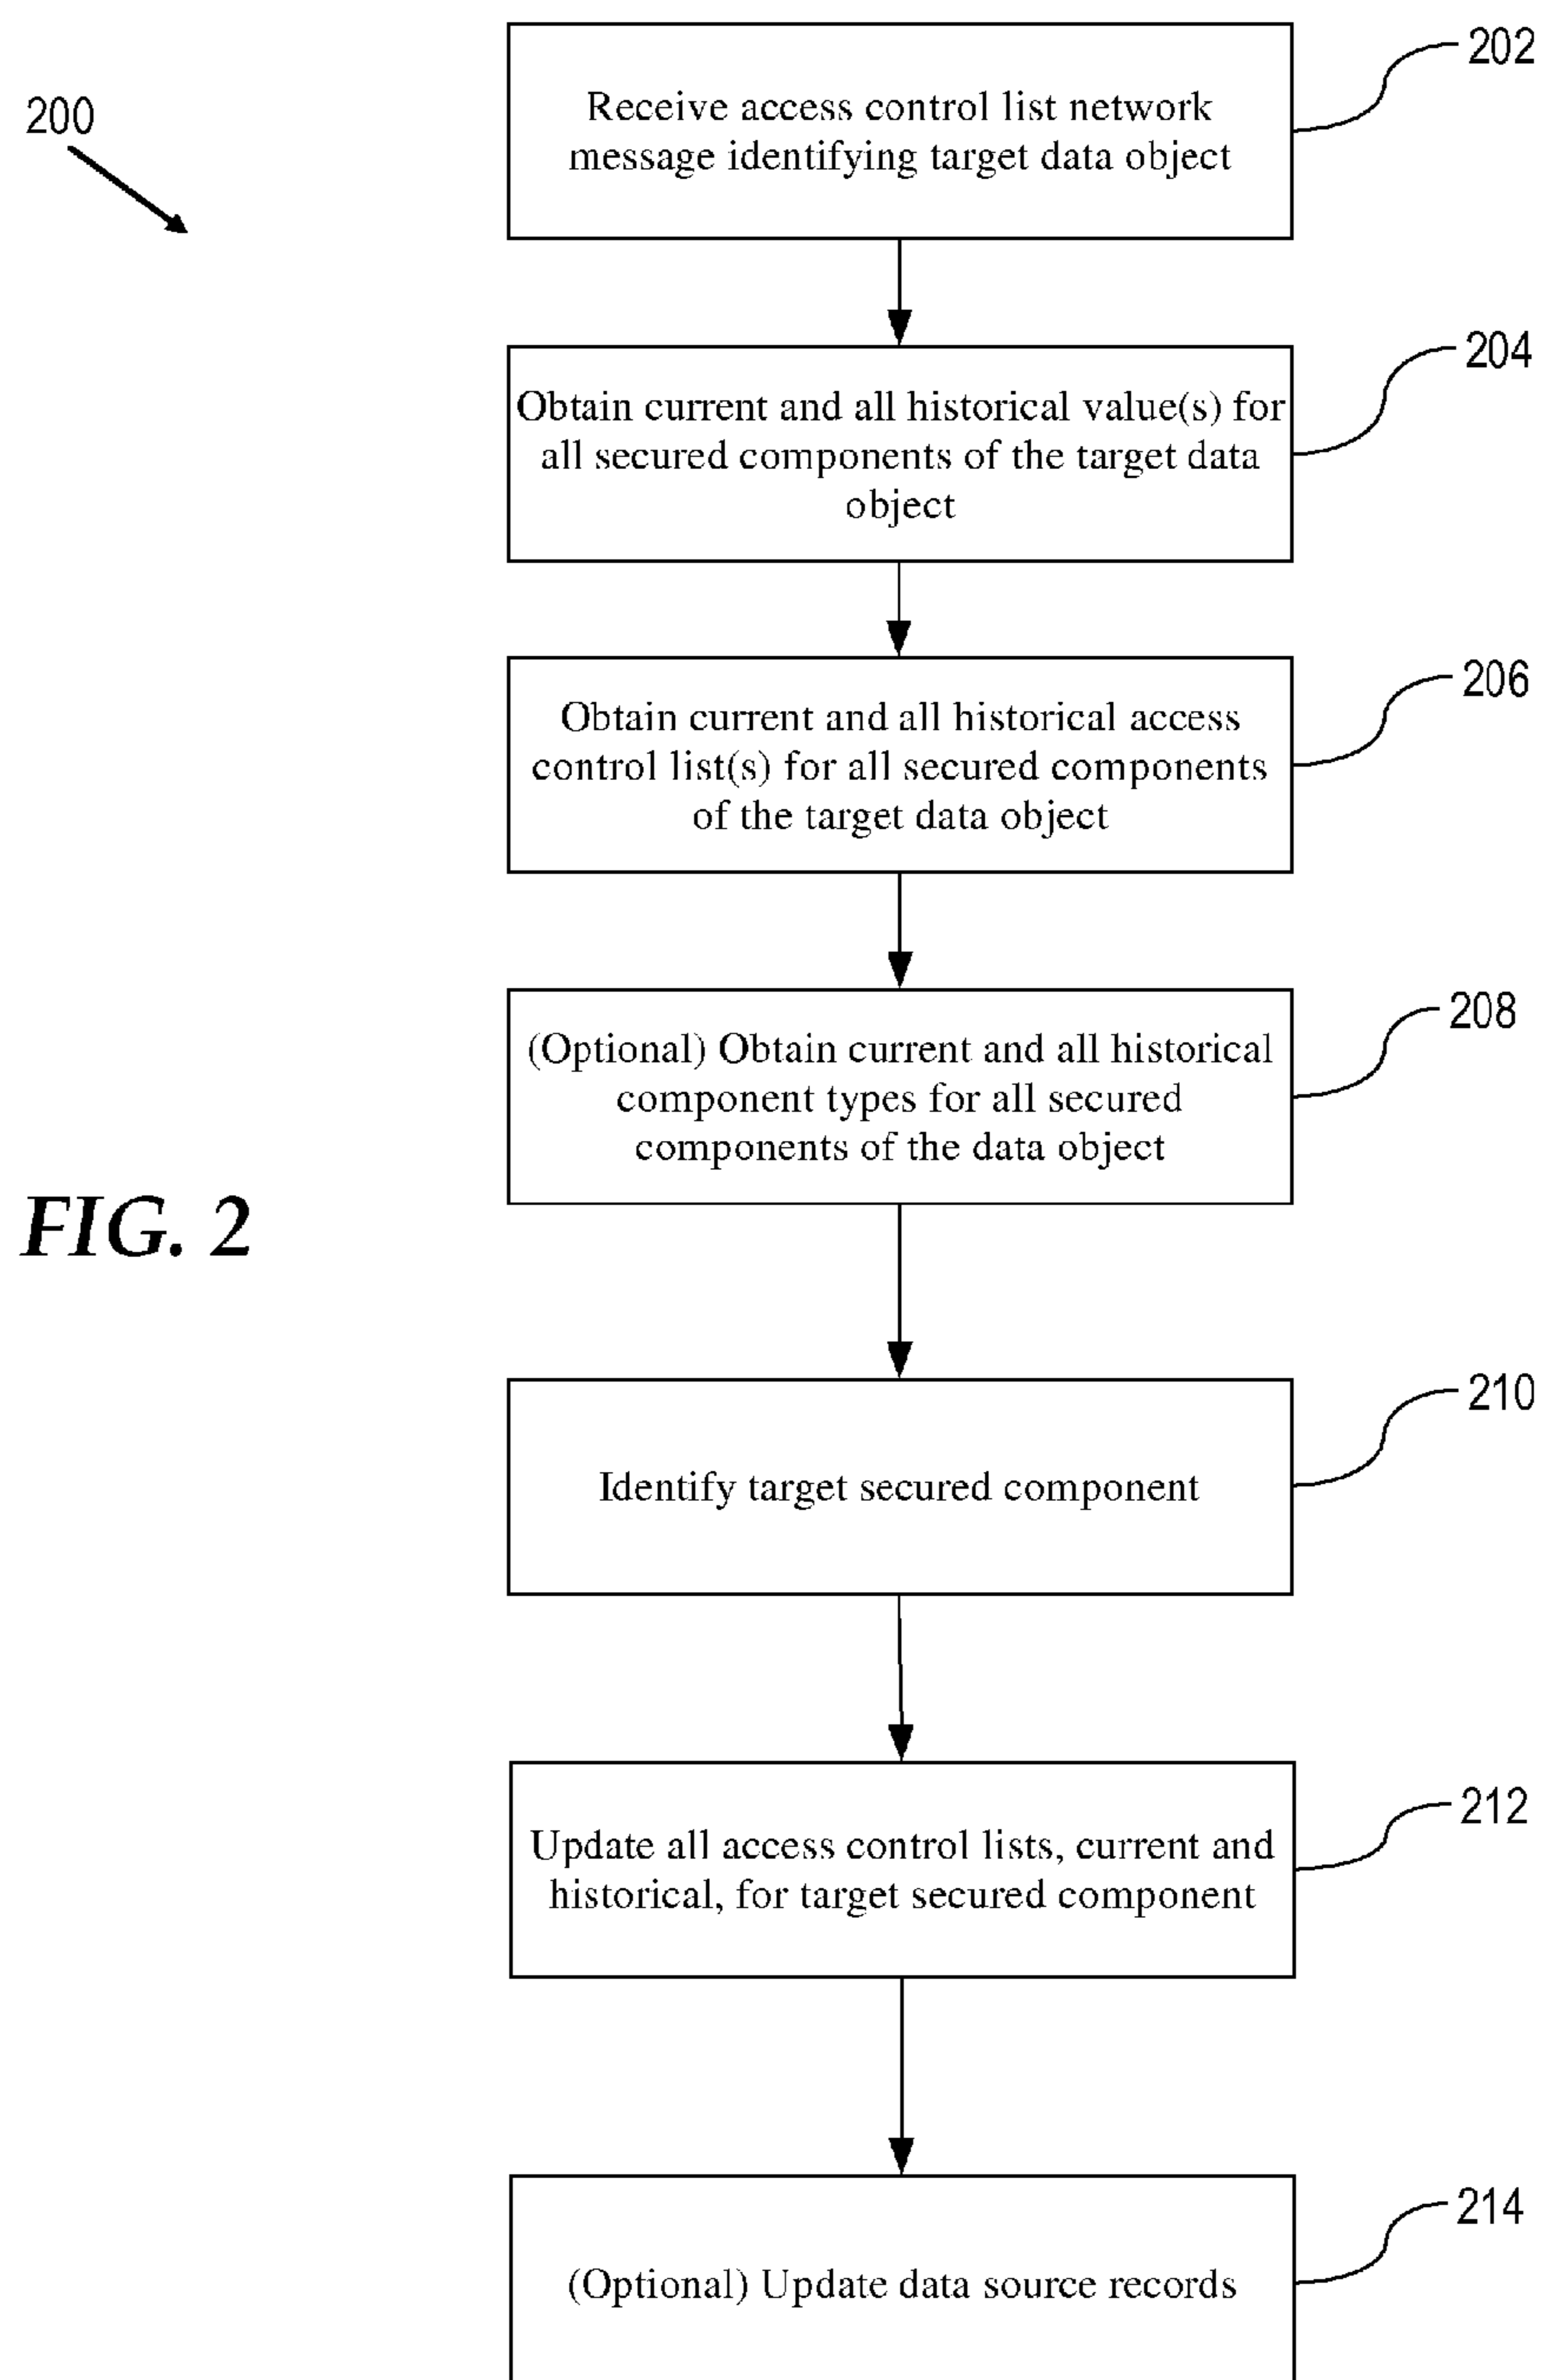 200
Receive access control list network
message identifying target data object
202
Obtain current and all historical value(s) for
all secured components of the target data
object
204
Obtain current and all historical access
control list(s) for all secured components
of the target data object
206
(Optional) Obtain current and all historical
component types for all secured
components of the data object
208
FIG. 2
Identify target secured component
210
Update all access control lists, current and
historical, for target secured component
212
(Optional) Update data source records
214